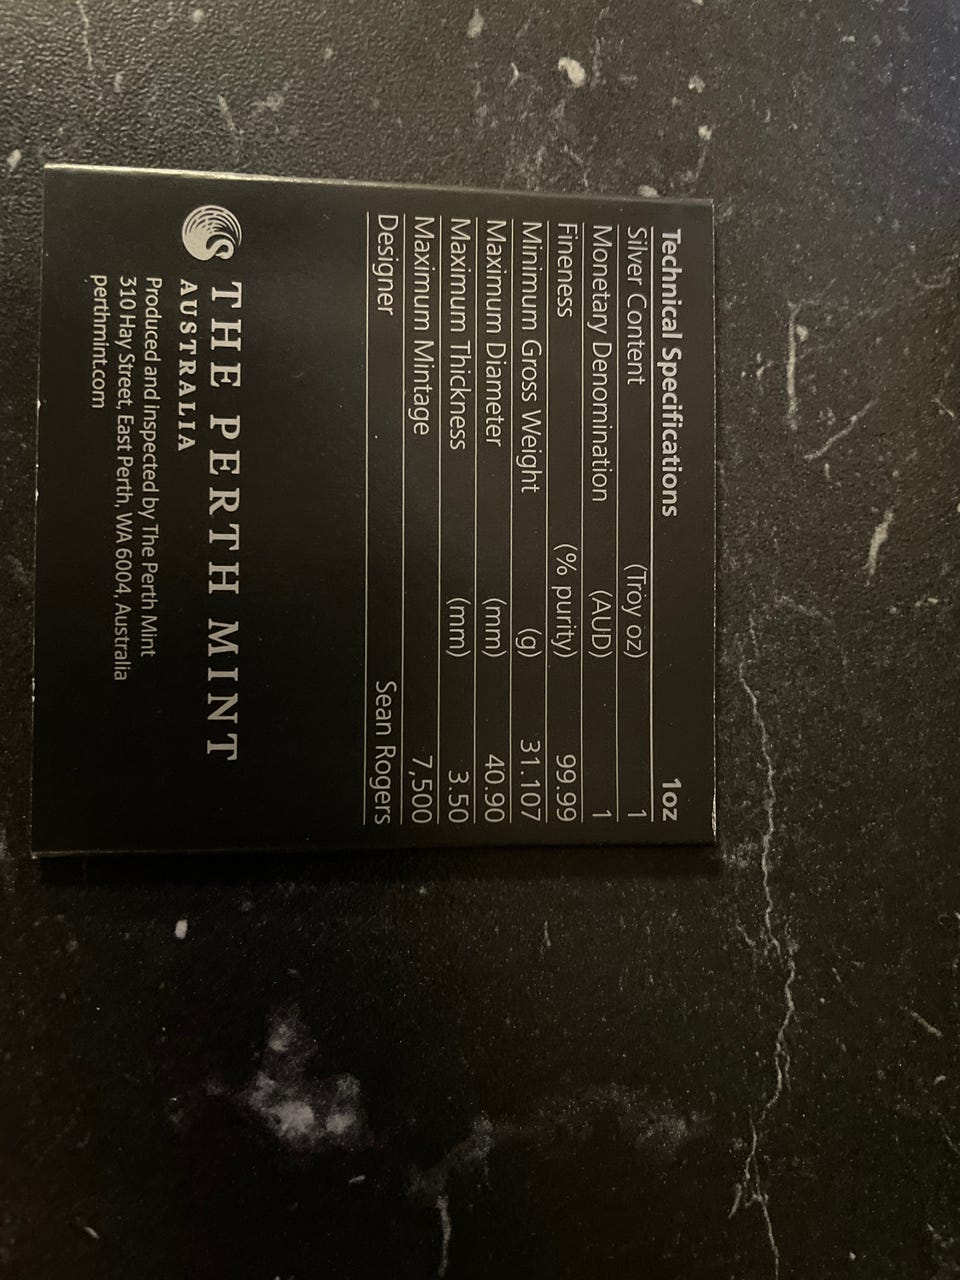 Technical Specifications 1oz
Silver Content (Troy oz) 1
Monetary Denomination (AUD) 1
Fineness (% purity) 99.99
Minimum Gross Weight (g) 31.107
Maximum Diameter (mm) 40.90
Maximum Thickness (mm) 3.50
Maximum Mintage 7,500
Designer Sean Rogers
THE PERTH MINT
AUSTRALIA
Produced and inspected by The Perth Mint
310 Hay Street, East Perth, WA 6004, Australia
perthmint.com